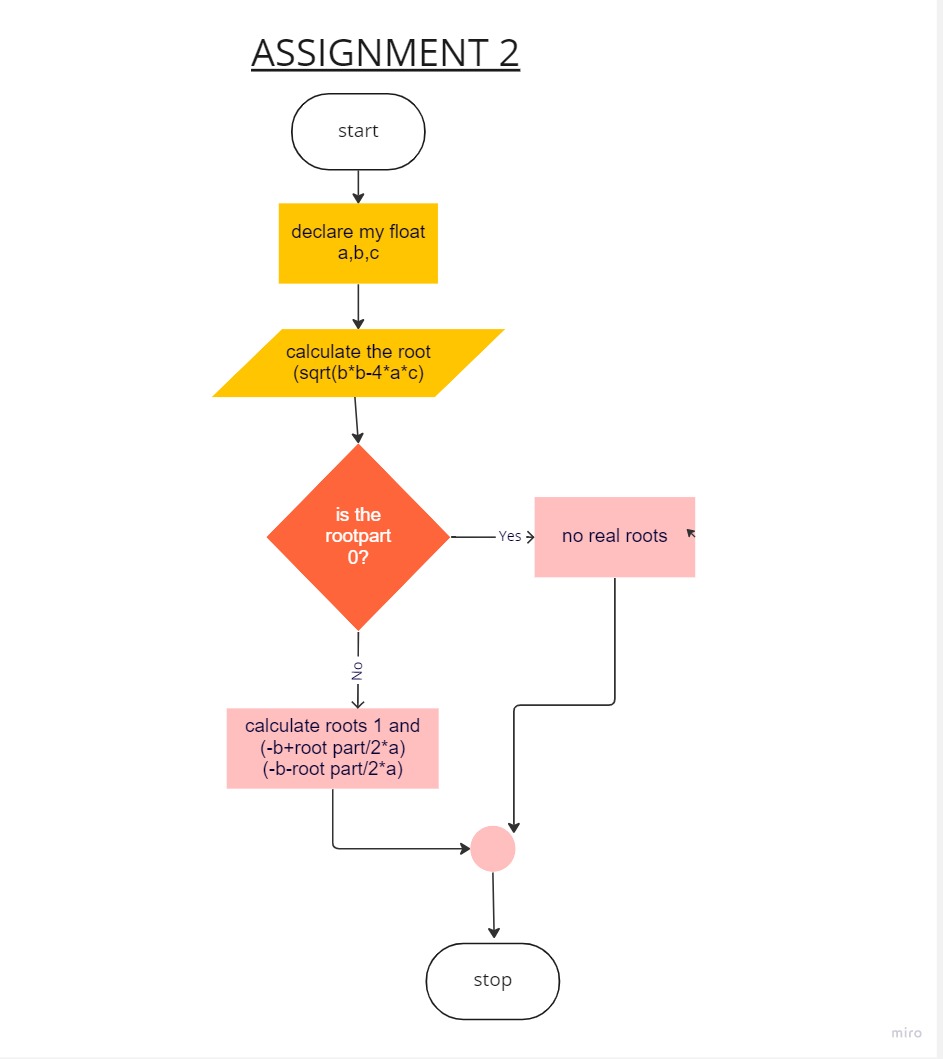 ASSIGNMENT 2
start
declare my float
a,b,c
calculate the root
(sqrt(b*b-4*a*c)
is the
rootpart
0?
Yes
no real roots
No
calculate roots 1 and
(-b+root part/2*a)
(-b-root part/2*a)
stop
miro